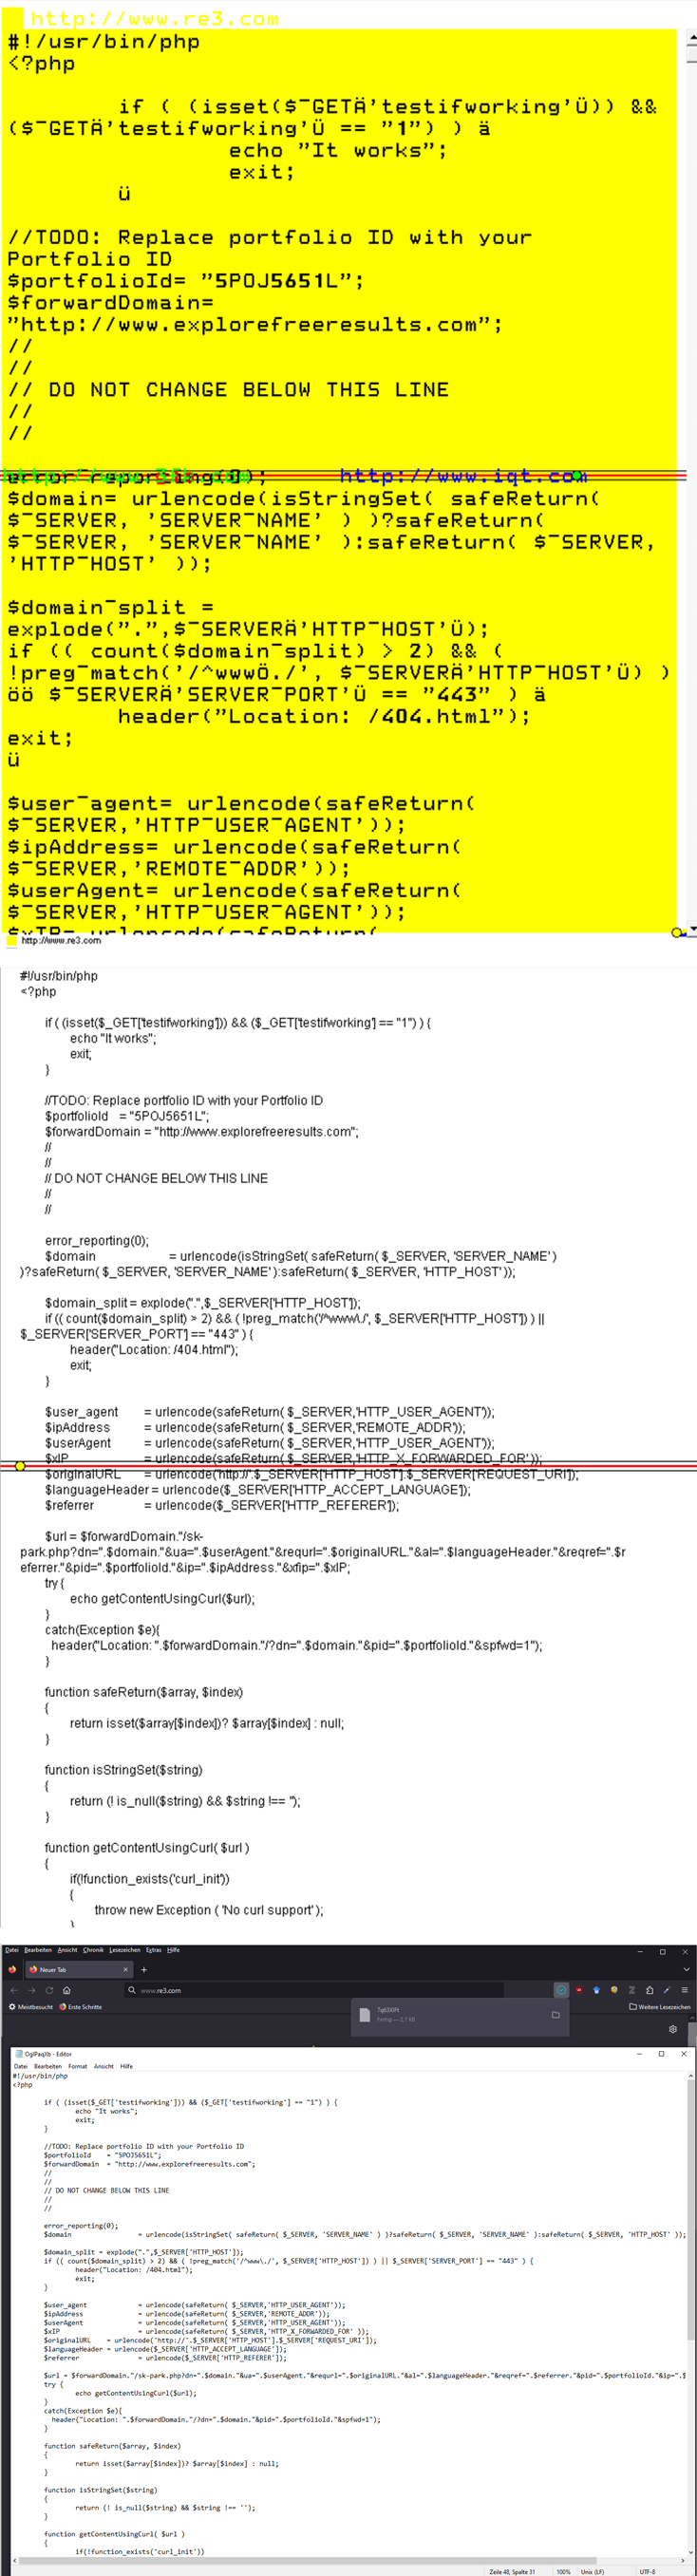 http://www.re3.com
#!/usr/bin/php
<?php
if ( (isset($¯GETÄ'testifworking'Ü)) &&
($¯GETÄ'testifworking'Ü == "1") ) ä
echo "It works";
exit;
ü
//TODO: Replace portfolio ID with your
Portfolio ID
$portfolioId= "5POJ5651L";
$forwardDomain=
"http://www.explorefreeresults.com";
//
//
// DO NOT CHANGE BELOW THIS LINE
//
//
http://www.iqt.com
$domain= urlencode(isStringSet( safeReturn(
$¯SERVER, 'SERVER¯NAME' ) )?safeReturn(
$¯SERVER, 'SERVER¯NAME' ):safeReturn( $¯SERVER,
'HTTP¯HOST' ));
$domain¯split =
explode(".",$¯SERVERÄ'HTTP¯HOST'Ü);
if (( count($domain¯split) > 2) && (
!preg¯match('/^wwwÖ./', $¯SERVERÄ'HTTP¯HOST'Ü) )
öö $¯SERVERÄ'SERVER¯PORT'Ü == "443" ) ä
header("Location: /404.html");
exit;
ü
$user¯agent= urlencode(safeReturn(
$¯SERVER,'HTTP¯USER¯AGENT'));
$ipAddress= urlencode(safeReturn(
$¯SERVER,'REMOTE¯ADDR'));
$userAgent= urlencode(safeReturn(
$¯SERVER,'HTTP¯USER¯AGENT'));
$xIP= urlencode(safeReturn(
http://www.re3.com
#!/usr/bin/php
<?php
if ( (isset($_GET['testifworking'])) && ($_GET['testifworking'] == "1") ) {
echo "It works";
exit;
}
//TODO: Replace portfolio ID with your Portfolio ID
$portfolioId = "5POJ5651L";
$forwardDomain = "http://www.explorefreeresults.com";
//
//
// DO NOT CHANGE BELOW THIS LINE
//
//
error_reporting(0);
$domain = urlencode(isStringSet( safeReturn( $_SERVER, 'SERVER_NAME' )
)?safeReturn( $_SERVER, 'SERVER_NAME' ):safeReturn( $_SERVER, 'HTTP_HOST' ));
$domain_split = explode(".",$_SERVER['HTTP_HOST']);
if (( count($domain_split) > 2) && ( !preg_match('/^www\./', $_SERVER['HTTP_HOST']) ) ||
$_SERVER['SERVER_PORT'] == "443" ) {
header("Location: /404.html");
exit;
}
$user_agent = urlencode(safeReturn( $_SERVER,'HTTP_USER_AGENT'));
$ipAddress = urlencode(safeReturn( $_SERVER,'REMOTE_ADDR'));
$userAgent = urlencode(safeReturn( $_SERVER,'HTTP_USER_AGENT'));
$xIP = urlencode(safeReturn( $_SERVER,'HTTP_X_FORWARDED_FOR' ));
$originalURL = urlencode('http://'.$_SERVER['HTTP_HOST'].$_SERVER['REQUEST_URI']);
$languageHeader = urlencode($_SERVER['HTTP_ACCEPT_LANGUAGE']);
$referrer = urlencode($_SERVER['HTTP_REFERER']);
$url = $forwardDomain."/sk-
park.php?dn=".$domain."&ua=".$userAgent."&requrl=".$originalURL."&al=".$languageHeader."&reqref=".$r
eferrer."&pid=".$portfolioId."&ip=".$ipAddress."&xfip=".$xIP;
try {
echo getContentUsingCurl($url);
}
catch(Exception $e){
header("Location: ".$forwardDomain."/?dn=".$domain."&pid=".$portfolioId."&spfwd=1");
}
function safeReturn($array, $index)
{
return isset($array[$index])? $array[$index] : null;
}
function isStringSet($string)
{
return (! is_null($string) && $string !== '');
}
function getContentUsingCurl( $url )
{
if(!function_exists('curl_init'))
{
throw new Exception ( 'No curl support' );
}
Datei Bearbeiten Ansicht Chronik Lesezeichen Extras Hilfe
Neuer Tab
www.re3.com
Meistbesucht Erste Schritte Weitere Lesezeichen
Fertig — 2,7 KB
OglPaqXb - Editor
Datei Bearbeiten Format Ansicht Hilfe
#!/usr/bin/php
<?php
if ( (isset($_GET['testifworking'])) && ($_GET['testifworking'] == "1") ) {
echo "It works";
exit;
}
//TODO: Replace portfolio ID with your Portfolio ID
$portfolioId = "5POJ5651L";
$forwardDomain = "http://www.explorefreeresults.com";
//
//
// DO NOT CHANGE BELOW THIS LINE
//
//
error_reporting(0);
$domain = urlencode(isStringSet( safeReturn( $_SERVER, 'SERVER_NAME' ) )?safeReturn( $_SERVER, 'SERVER_NAME' ):safeReturn( $_SERVER, 'HTTP_HOST' ));
$domain_split = explode(".",$_SERVER['HTTP_HOST']);
if (( count($domain_split) > 2) && ( !preg_match('/^www\./', $_SERVER['HTTP_HOST']) ) || $_SERVER['SERVER_PORT'] == "443" ) {
header("Location: /404.html");
exit;
}
$user_agent = urlencode(safeReturn( $_SERVER,'HTTP_USER_AGENT'));
$ipAddress = urlencode(safeReturn( $_SERVER,'REMOTE_ADDR'));
$userAgent = urlencode(safeReturn( $_SERVER,'HTTP_USER_AGENT'));
$xIP = urlencode(safeReturn( $_SERVER,'HTTP_X_FORWARDED_FOR' ));
$originalURL = urlencode('http://'.$_SERVER['HTTP_HOST'].$_SERVER['REQUEST_URI']);
$languageHeader = urlencode($_SERVER['HTTP_ACCEPT_LANGUAGE']);
$referrer = urlencode($_SERVER['HTTP_REFERER']);
$url = $forwardDomain."/sk-park.php?dn=".$domain."&ua=".$userAgent."&requrl=".$originalURL."&al=".$languageHeader."&reqref=".$referrer."&pid=".$portfolioId."&ip=".$
try {
echo getContentUsingCurl($url);
}
catch(Exception $e){
header("Location: ".$forwardDomain."/?dn=".$domain."&pid=".$portfolioId."&spfwd=1");
}
function safeReturn($array, $index)
{
return isset($array[$index])? $array[$index] : null;
}
function isStringSet($string)
{
return (! is_null($string) && $string !== '');
}
function getContentUsingCurl( $url )
{
if(!function_exists('curl_init'))
Zeile 48, Spalte 31 100% Unix (LF) UTF-8